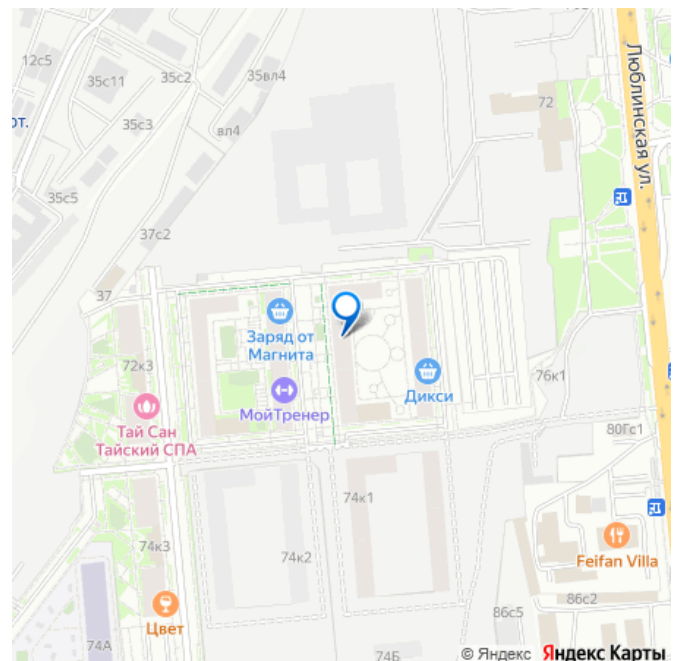 12с5
35с11
35с2
35вл4
35с3
вл4
от.
35с5
37с2
37
72
Люблинская ул.
Заряд от
Магнита
72к3
МойТренер
Тай Сан
Тайский СПА
Дикси
76к1
80Гс1
74к1
74к3
74к2
Feifan Villa
86с5
86с2
Цвет
74А
74Б
© Яндекс Яндекс Карты